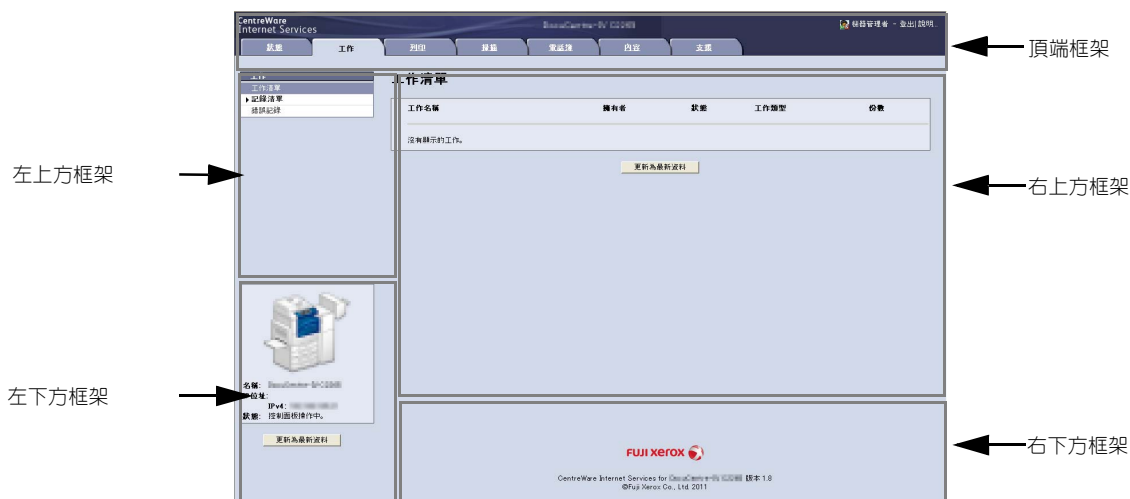 CentreWare
Internet Services
機器管理者 - 登出|說明
狀態 工作 列印 掃描 電話簿 內容 支援
頂端框架
工作
工作清單
記錄清單
錯誤記錄
工作清單
工作名稱 擁有者 狀態 工作類型 份數
沒有顯示的工作。
更新為最新資料
左上方框架
右上方框架
名稱:
IPv4:
狀態: 控制面板操作中。
更新為最新資料
左下方框架
FUJI xerox
CentreWare Internet Services for 版本 1.8
©Fuji Xerox Co., Ltd. 2011
右下方框架